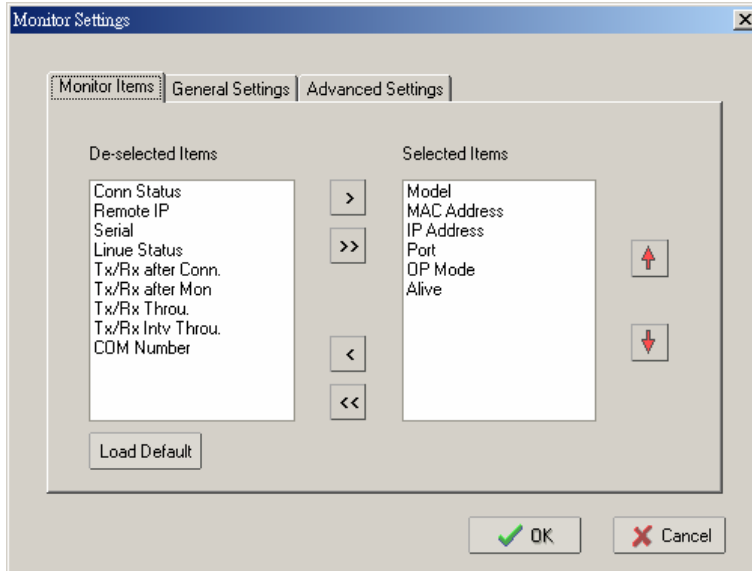 Monitor Settings
Monitor Items
General Settings
Advanced Settings
De-selected Items
Conn Status
Remote IP
Serial
Linue Status
Tx/Rx after Conn.
Tx/Rx after Mon
Tx/Rx Throu.
Tx/Rx Intv Throu.
COM Number
>
>>
<
<<
Selected Items
Model
MAC Address
IP Address
Port
OP Mode
Alive
Load Default
OK
Cancel